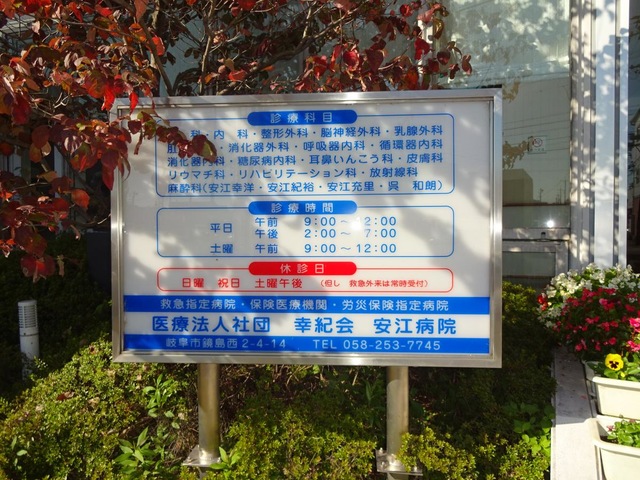 診療科目
科・内 科・整形外科・脳神経外科・乳腺外科
消化器外科・呼吸器内科・循環器内科
消化器内科・糖尿病内科・耳鼻いんこう科・皮膚科
リウマチ科・リハビリテーション科・放射線科
麻酔科(安江幸洋・安江紀裕・安江充里・呉 和朗)
診療時間
平日 午前 9:00～12:00
午後 2:00～ 7:00
土曜 午前 9:00～12:00
休診日
日曜 祝日 土曜午後 (但し 救急外来は常時受付)
救急指定病院・保険医療機関・労災保険指定病院
医療法人社団 幸紀会 安江病院
岐阜市鏡島西2-4-14 TEL 058-253-7745